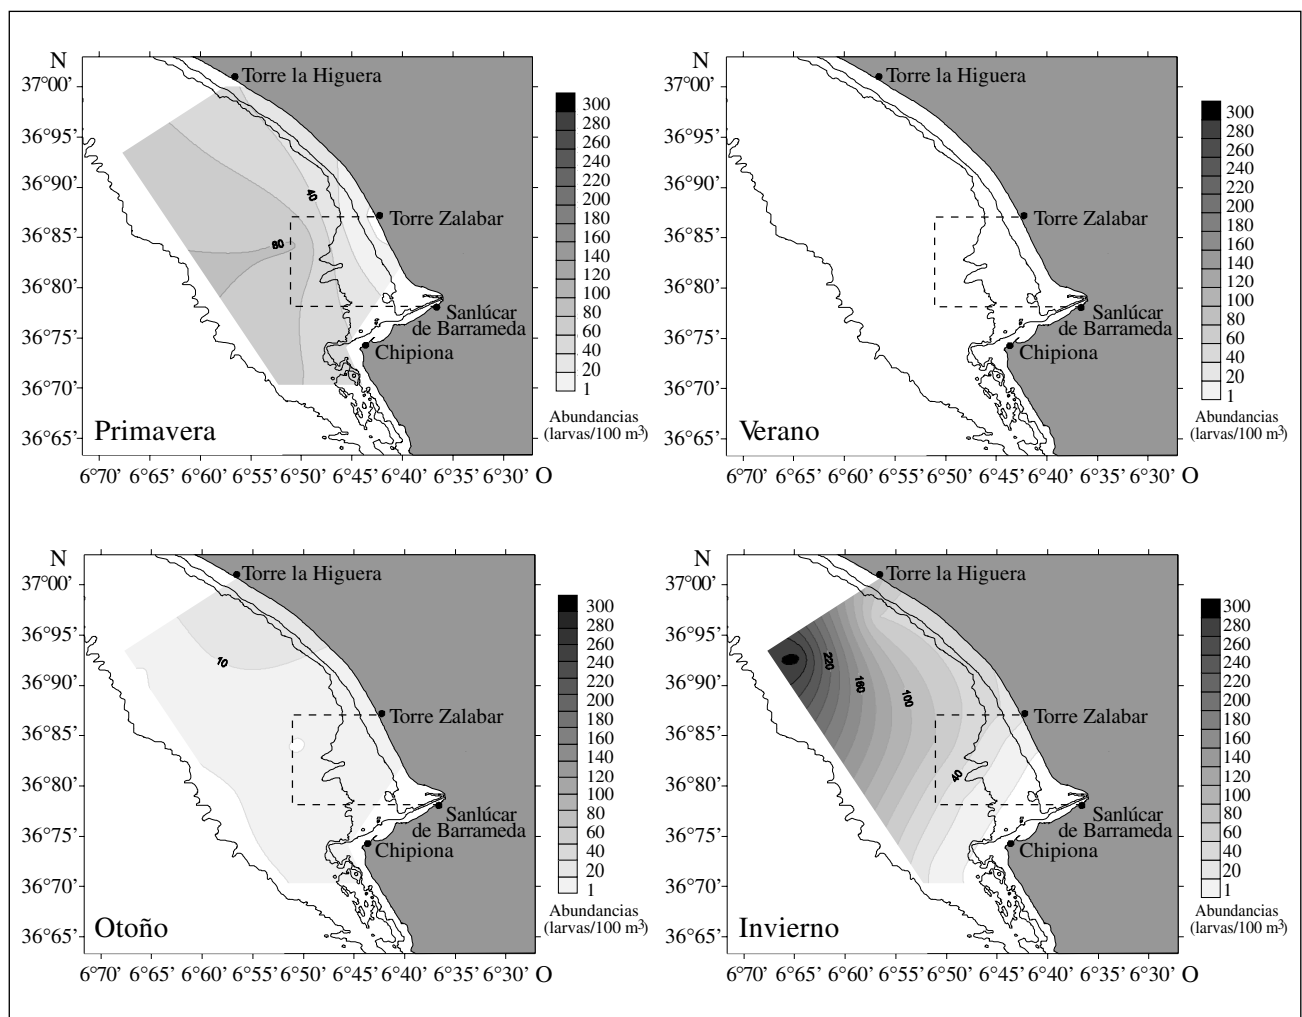 N
37°00’
36°95’
36°90’
36°85’
36°80’
36°75’
36°70’
36°65’
Torre la Higuera
Torre Zalabar
Sanlúcar
de Barrameda
Chipiona
40
80
Primavera
6°70’ 6°65’ 6°55’ 6°50’ 6°45’ 6°40’ 6°35’ 6°30’ O
300
280
260
240
220
200
180
160
140
120
100
80
60
40
20
1
Abundancias
(larvas/100 m³)
N
37°00’
36°95’
36°90’
36°85’
36°80’
36°75’
36°70’
36°65’
Torre la Higuera
Torre Zalabar
Sanlúcar
de Barrameda
Chipiona
Verano
6°70’ 6°65’ 6°55’ 6°50’ 6°45’ 6°40’ 6°35’ 6°30’ O
300
280
260
240
220
200
180
160
140
120
100
80
60
40
20
1
Abundancias
(larvas/100 m³)
N
37°00’
36°95’
36°90’
36°85’
36°80’
36°75’
36°70’
36°65’
Torre la Higuera
Torre Zalabar
Sanlúcar
de Barrameda
Chipiona
10
Otoño
6°70’ 6°65’ 6°50’ 6°55’ 6°50’ 6°45’ 6°40’ 6°35’ O
300
280
260
240
220
200
180
160
140
120
100
80
60
40
20
1
Abundancias
(larvas/100 m³)
N
37°00’
36°95’
36°90’
36°85’
36°80’
36°75’
36°70’
36°65’
Torre la Higuera
Torre Zalabar
Sanlúcar
de Barrameda
Chipiona
220
160
100
40
Invierno
6°70’ 6°65’ 6°50’ 6°55’ 6°50’ 6°45’ 6°40’ 6°35’ O
300
280
260
240
220
200
180
160
140
120
100
80
60
40
20
1
Abundancias
(larvas/100 m³)